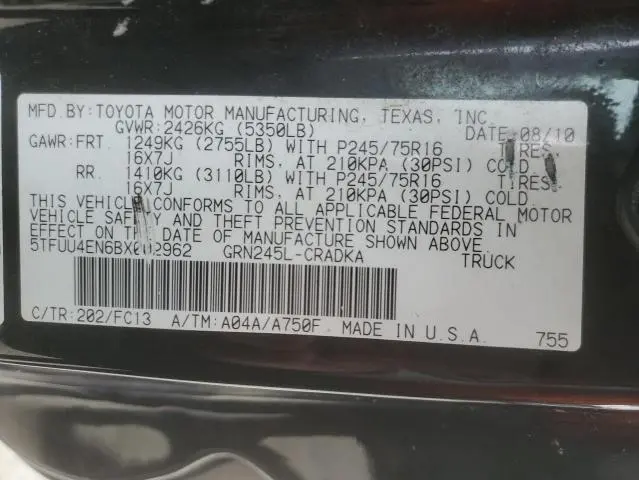 MFD.BY:TOYOTA MOTOR MANUFACTURING, TEXAS, INC
GVWR:2426KG (5350LB) DATE:08/10
GAWR:FRT. 1249KG (2755LB) WITH P245/75R16 TIRES.
16X7J RIMS, AT 210KPA (30PSI) COLD
RR. 1410KG (3110LB) WITH P245/75R16 TIRES.
16X7J RIMS, AT 210KPA (30PSI) COLD
THIS VEHICLE CONFORMS TO ALL APPLICABLE FEDERAL MOTOR
VEHICLE SAFETY AND THEFT PREVENTION STANDARDS IN
EFFECT ON THE DATE OF MANUFACTURE SHOWN ABOVE.
GRN245L-CRADKA TRUCK
C/TR:202/FC13 A/TM:A04A/A750F. MADE IN U.S.A.
755